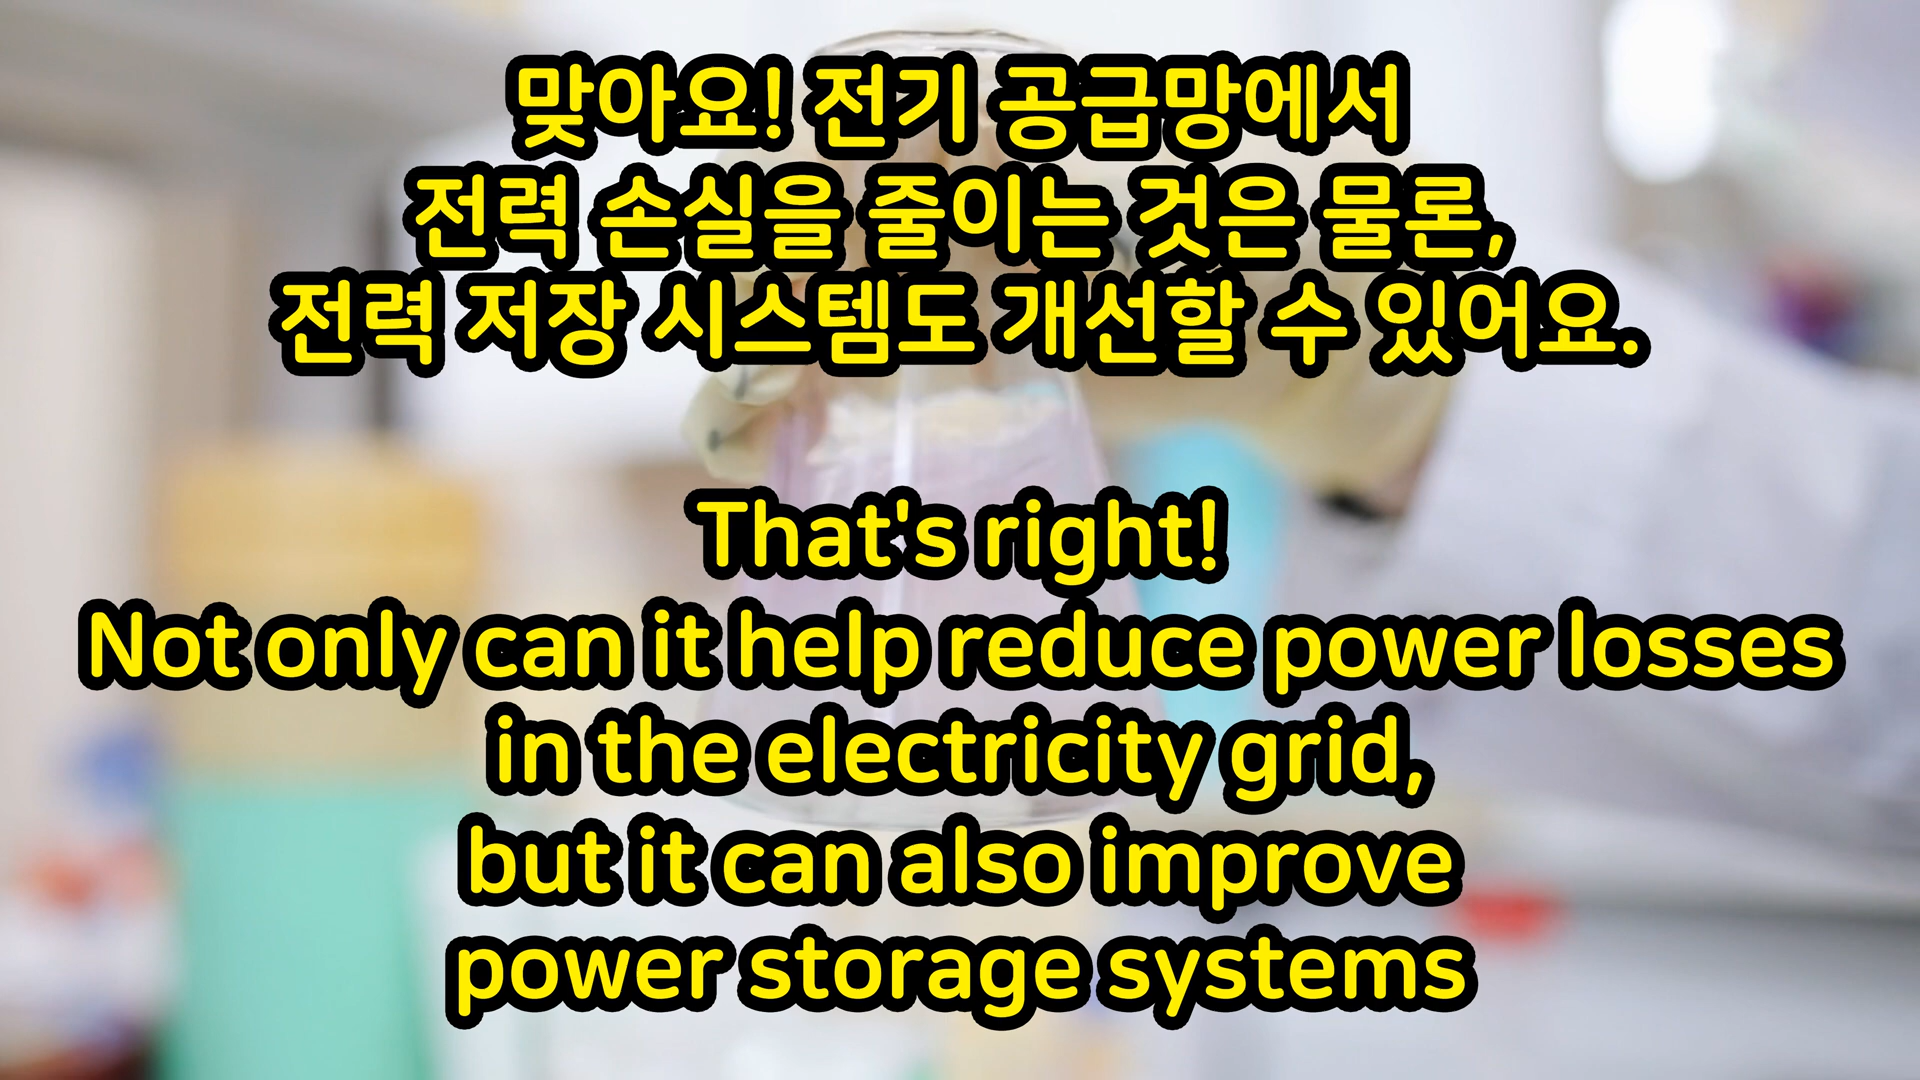 맞아요! 전기 공급망에서
전력 손실을 줄이는 것은 물론,
전력 저장 시스템도 개선할 수 있어요.
That's right!
Not only can it help reduce power losses
in the electricity grid,
but it can also improve
power storage systems